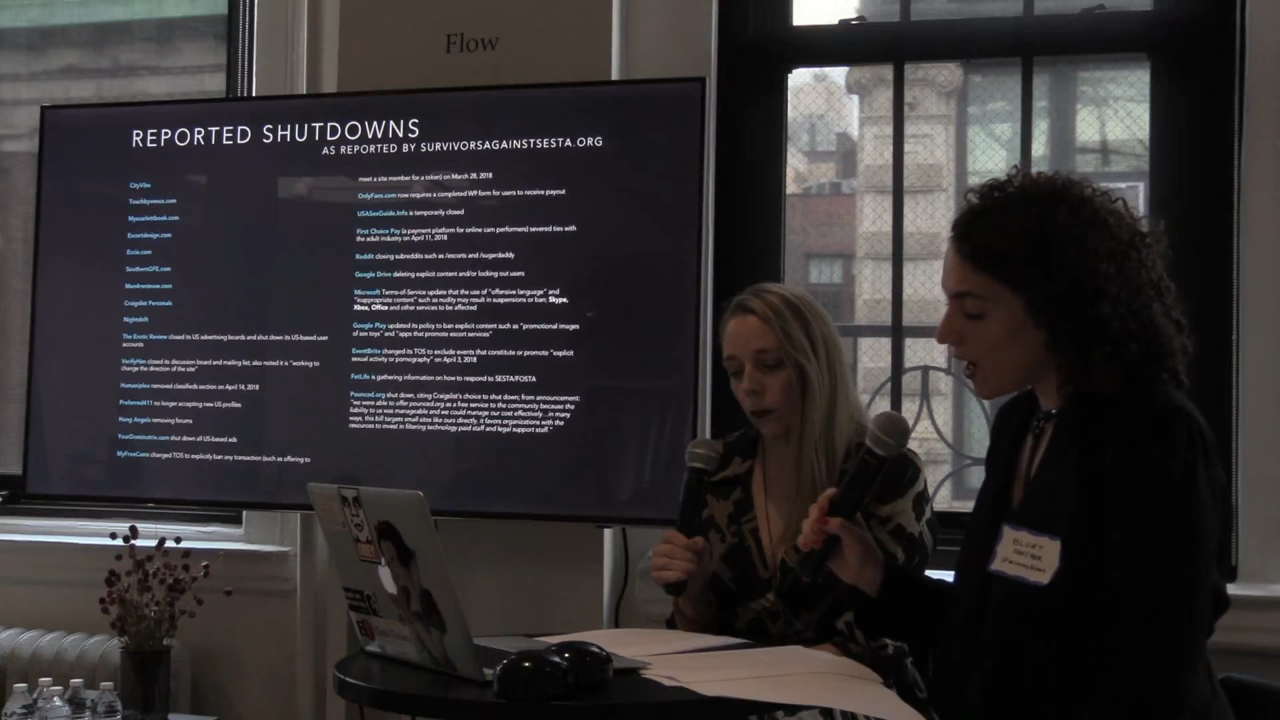 Flow
REPORTED SHUTDOWNS
AS REPORTED BY SURVIVORSAGAINSTSESTA.ORG
CityVibe
Touchbyvenus.com
Myscarlettbook.com
Escortdesign.com
Eccie.com
SouthernGFE.com
Men4rentnow.com
Craigslist Personals
Nightshift
The Erotic Review closed its US advertising boards and shut down its US-based user
accounts
VerifyHim closed its discussion board and mailing list, also noted it is "working to
change the direction of the site"
Humaniplex removed classifieds section on April 14, 2018
Preferred411 no longer accepting new US profiles
Hung Angels removing forums
YourDominatrix.com shut down all US-based ads
MyFreeCams changed TOS to explicitly ban any transaction (such as offering to
meet a site member for a token) on March 28, 2018
OnlyFans.com now requires a completed W9 form for users to receive payout
USASexGuide.Info is temporarily closed
First Choice Pay (a payment platform for online cam performers) severed ties with
the adult industry on April 11, 2018
Reddit closing subreddits such as /escorts and /sugardaddy
Google Drive deleting explicit content and/or locking out users
Microsoft Terms-of-Service update that the use of "offensive language" and
"inappropriate content" such as nudity may result in suspensions or ban; Skype,
Xbox, Office and other services to be affected
Google Play updated its policy to ban explicit content such as "promotional images
of sex toys" and "apps that promote escort services"
EventBrite changed its TOS to exclude events that constitute or promote "explicit
sexual activity or pornography" on April 3, 2018
FetLife is gathering information on how to respond to SESTA/FOSTA
Pounced.org shut down, citing Craigslist's choice to shut down; from announcement:
"we were able to offer pounced.org as a free service to the community because the
liability to us was manageable and we could manage our cost effectively...in many
ways, this bill targets small sites like ours directly, it favors organizations with the
resources to invest in filtering technology paid staff and legal support staff."
BLUNT